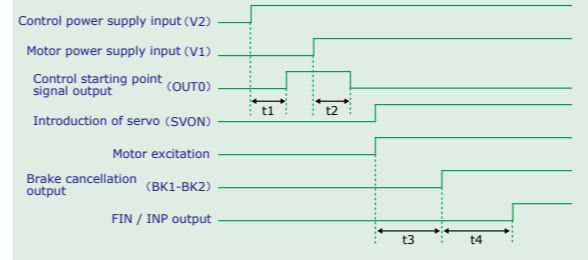 Control power supply input (V2)
Motor power supply input (V1)
Control starting point
signal output (OUT0)
t1
t2
Introduction of servo (SVON)
Motor excitation
Brake cancellation
output (BK1-BK2)
FIN / INP output
t3
t4